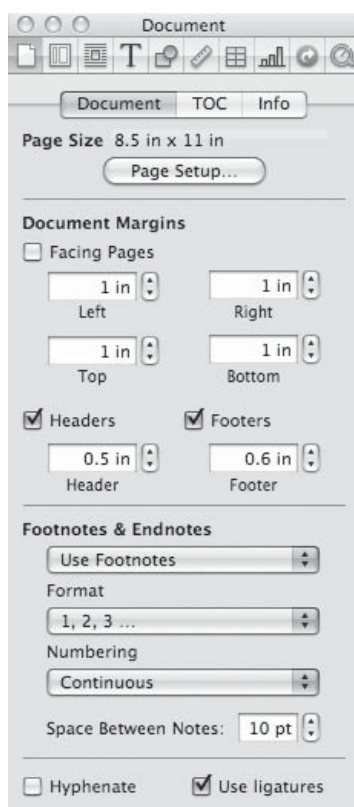 Document
T
Document TOC Info
Page Size 8.5 in x 11 in
Page Setup...
Document Margins
Facing Pages
1 in 1 in
Left Right
1 in 1 in
Top Bottom
Headers Footers
0.5 in 0.6 in
Header Footer
Footnotes & Endnotes
Use Footnotes
Format
1, 2, 3 ...
Numbering
Continuous
Space Between Notes: 10 pt
Hyphenate Use ligatures